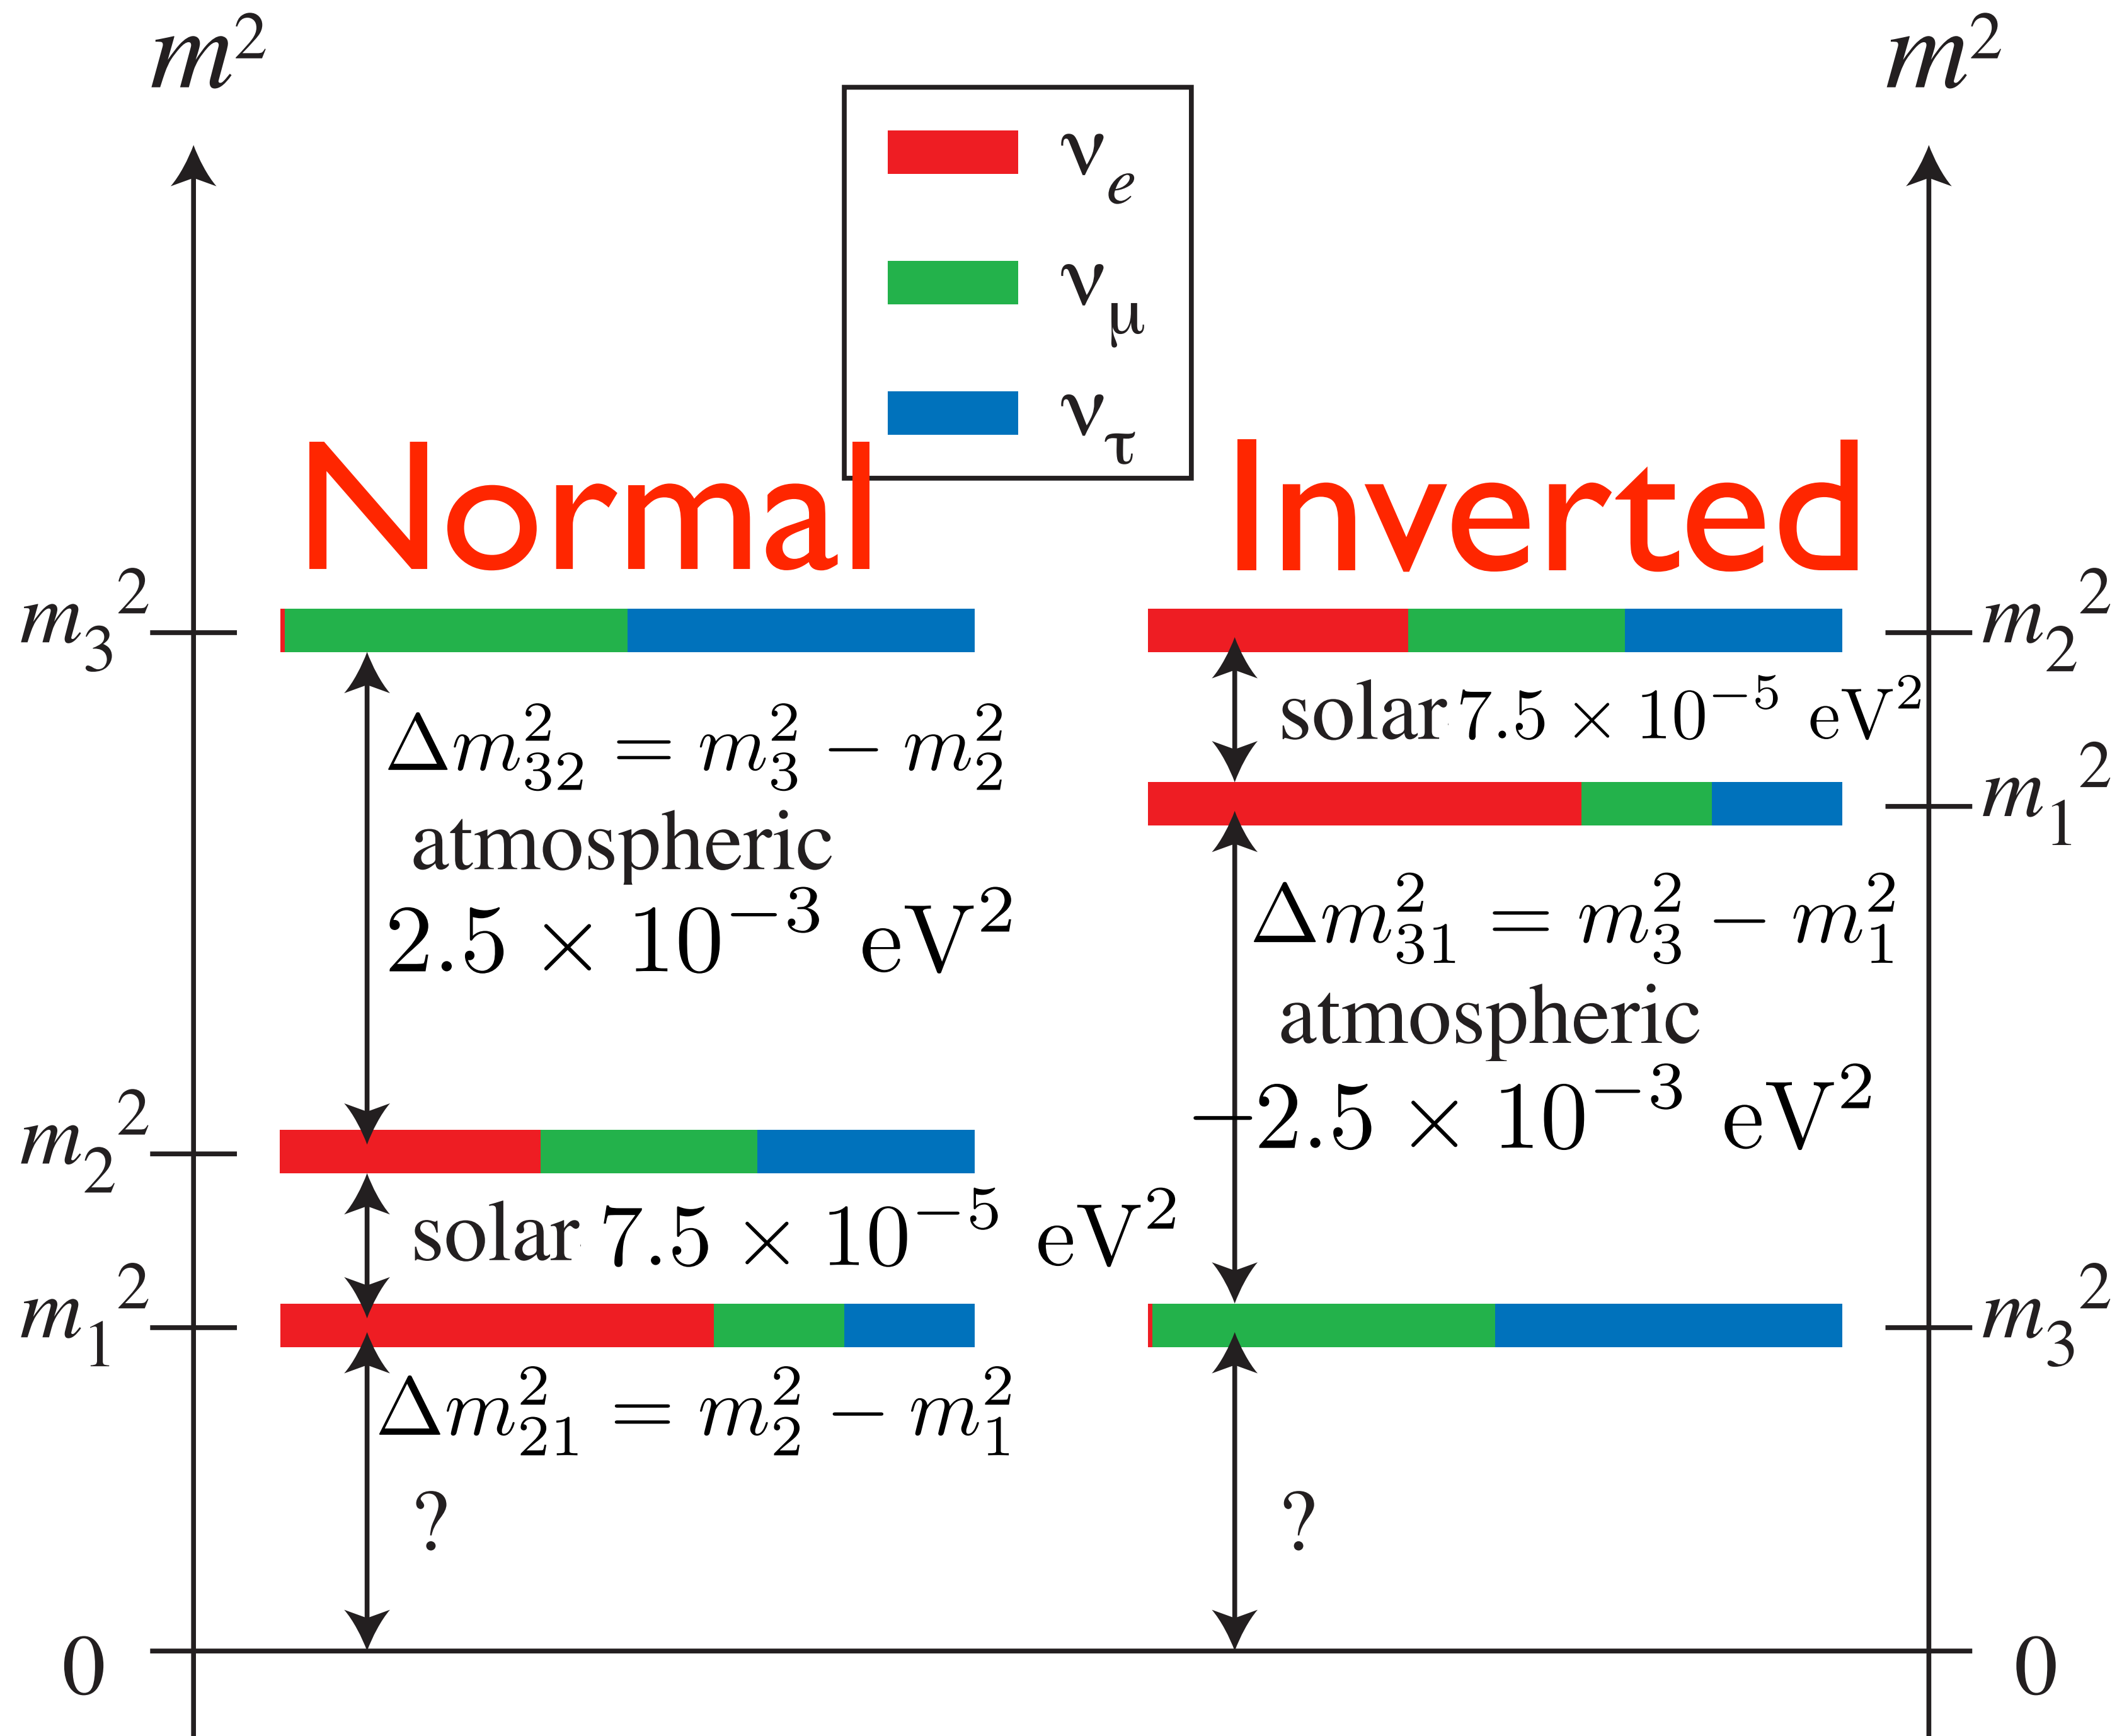 m² m²
νₑ
ν_μ
ν_τ
Normal Inverted
m₃² m₂²
solar 7.5 × 10⁻⁵ eV²
Δm²₃₂ = m²₃ − m²₂
m₁²
atmospheric
2.5 × 10⁻³ eV²
Δm²₃₁ = m²₃ − m²₁
atmospheric
−2.5 × 10⁻³ eV²
m₂²
solar 7.5 × 10⁻⁵ eV²
m₁² m₃²
Δm²₂₁ = m²₂ − m²₁
? ?
0 0